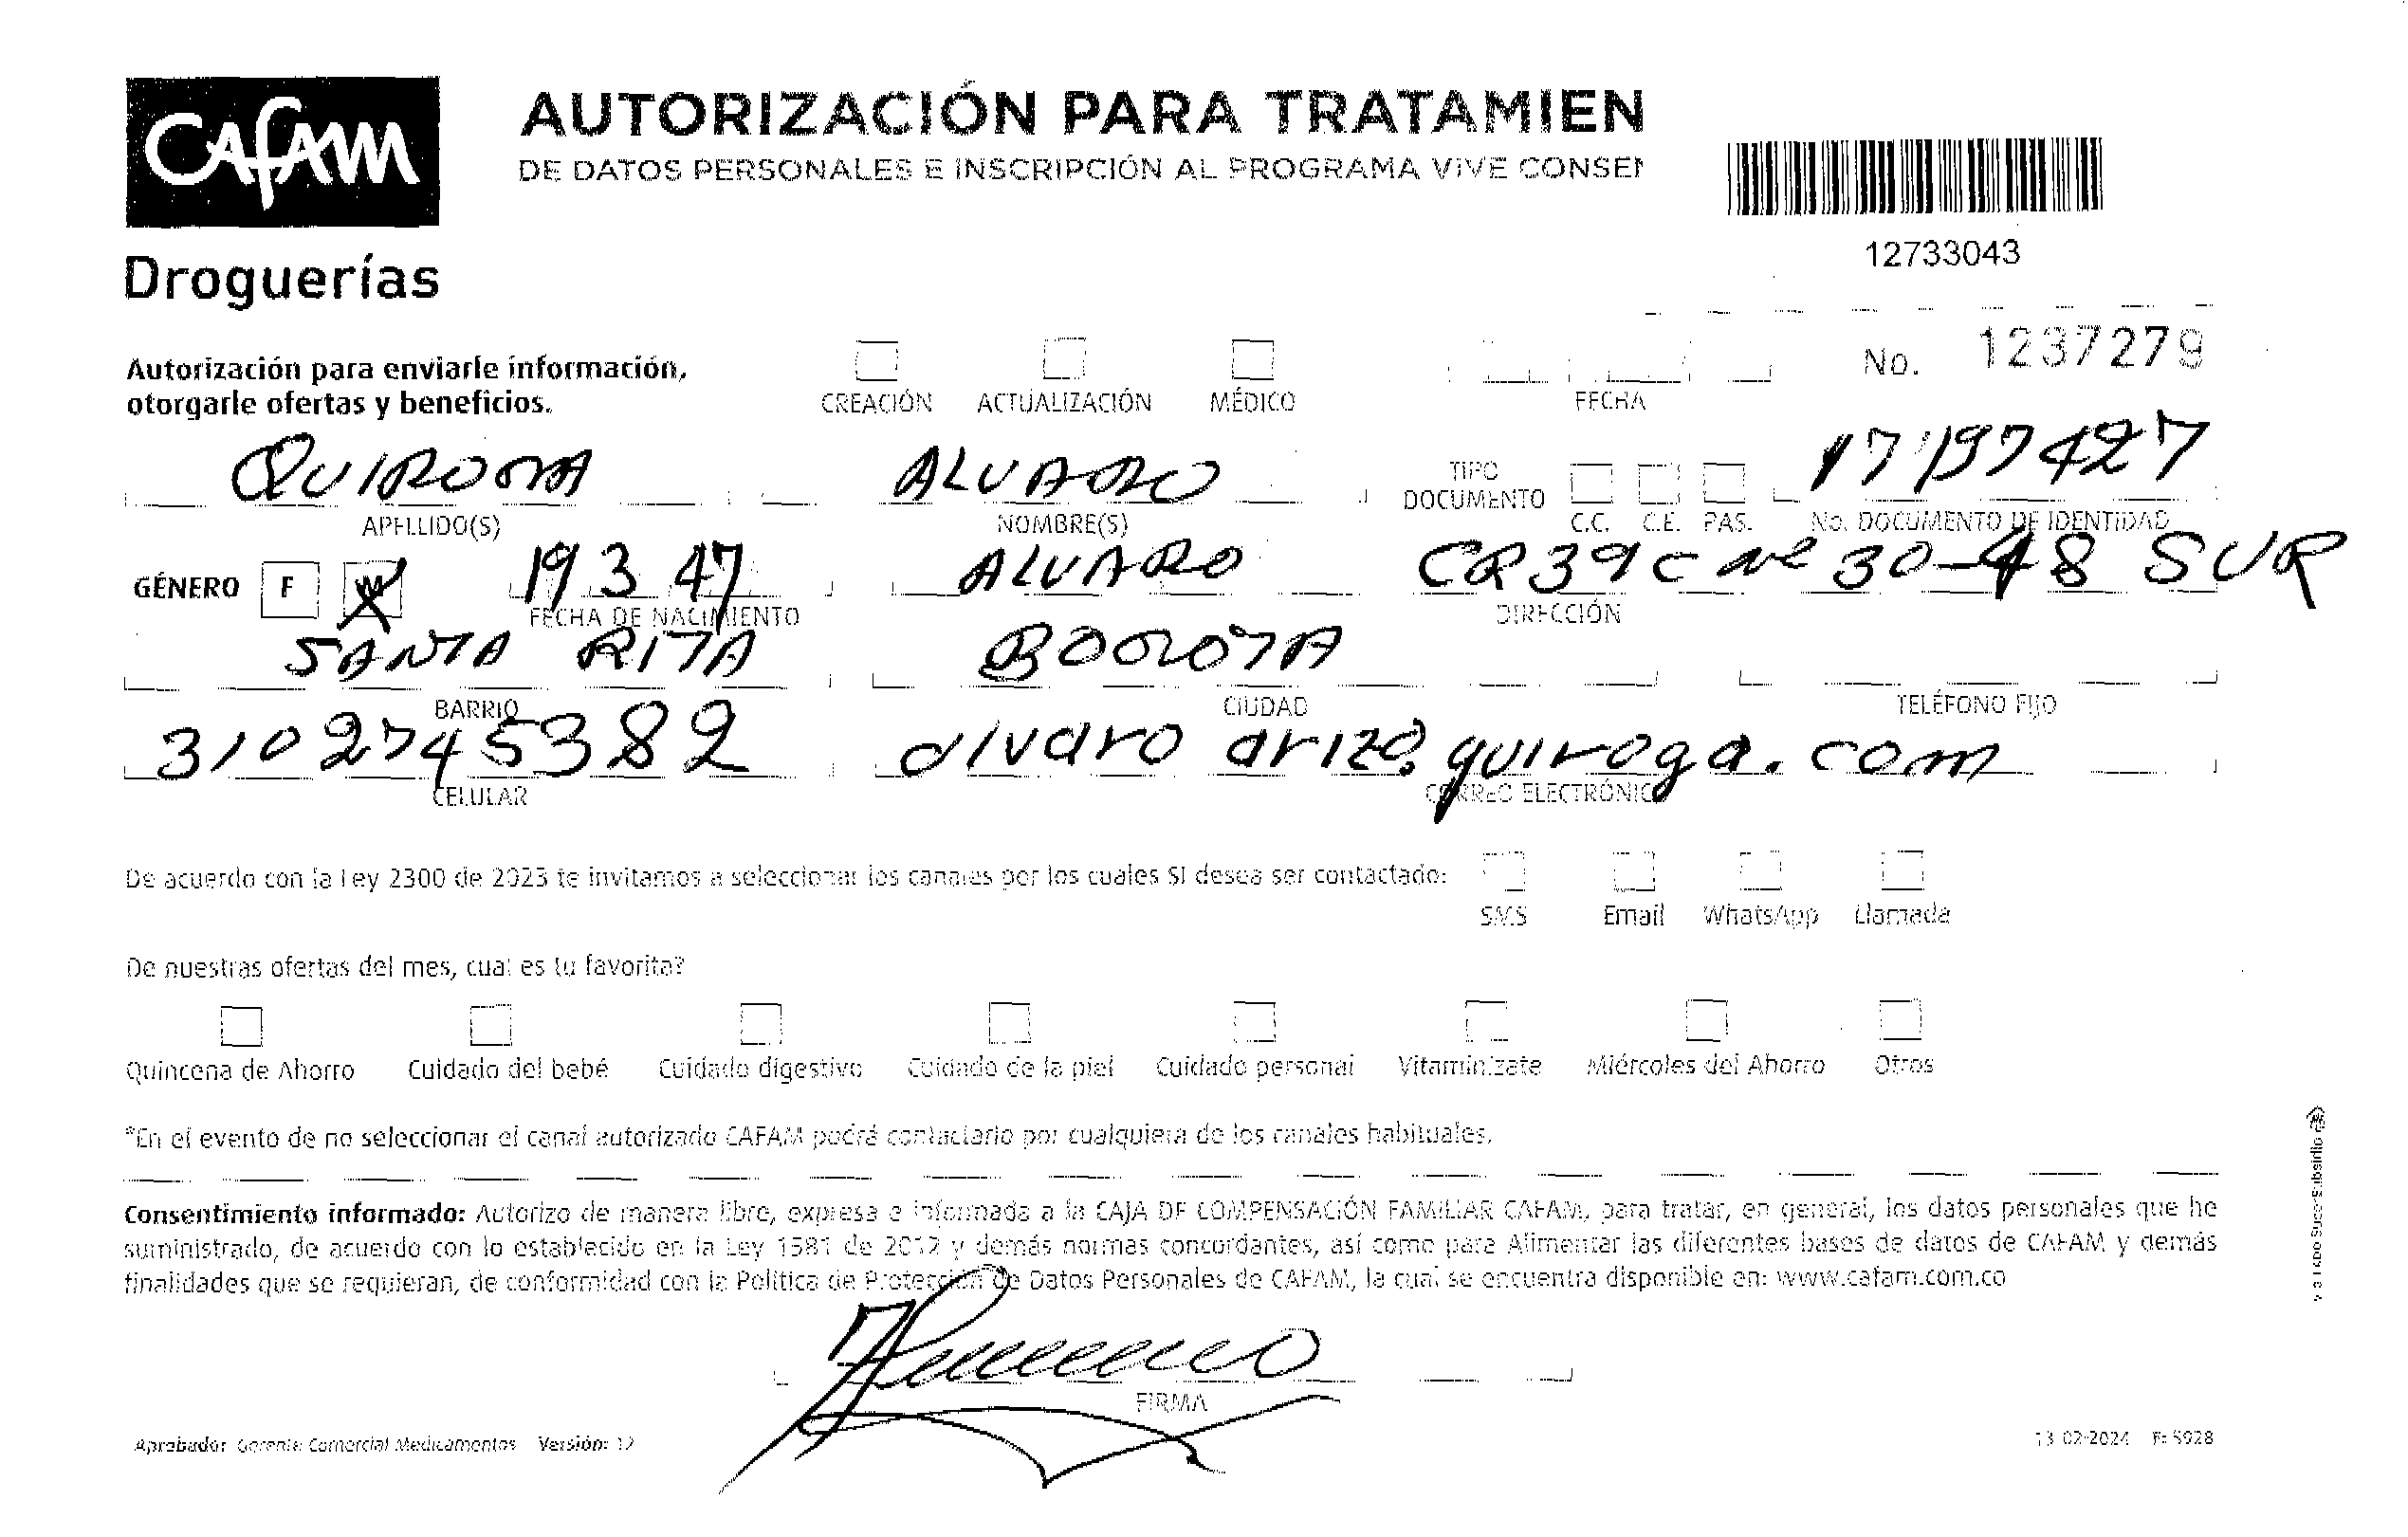 Cafam
Droguerías
AUTORIZACIÓN PARA TRATAMIEN
DE DATOS PERSONALES E INSCRIPCIÓN AL PROGRAMA VIVE CONSEN
12733043
No. 1237279
Autorización para enviarle información,
otorgarle ofertas y beneficios.
CREACIÓN ACTUALIZACIÓN MÉDICO FECHA
QUIROGA ALVARO 17197427
APELLIDO(S) NOMBRE(S) TIPO DOCUMENTO C.C. C.E. PAS. No. DOCUMENTO DE IDENTIDAD
GÉNERO F M 19 3 47 ALVARO CR 39 C Nº 30-48 SUR
FECHA DE NACIMIENTO DIRECCIÓN
SANTA RITA BOGOTA
BARRIO CIUDAD TELÉFONO FIJO
3102745382 alvaro quiroga.com
CELULAR CORREO ELECTRÓNICO
De acuerdo con la Ley 2300 de 2023 te invitamos a seleccionar los canales por los cuales SI desea ser contactado:
SMS Email WhatsApp Llamada
De nuestras ofertas del mes, cual es tu favorita?
Quincena de Ahorro Cuidado del bebé Cuidado digestivo Cuidado de la piel Cuidado personal Vitamínizate Miércoles del Ahorro Otros
*En el evento de no seleccionar el canal autorizado CAFAM podrá contactarlo por cualquiera de los canales habituales.
Consentimiento informado: Autorizo de manera libre, expresa e informada a la CAJA DE COMPENSACIÓN FAMILIAR CAFAM, para tratar, en general, los datos personales que he
suministrado, de acuerdo con lo establecido en la Ley 1581 de 2012 y demás normas concordantes, así como para Alimentar las diferentes bases de datos de CAFAM y demás
finalidades que se requieran, de conformidad con la Política de Protección de Datos Personales de CAFAM, la cual se encuentra disponible en: www.cafam.com.co
FIRMA
Aprobador Gerente Comercial Medicamentos Versión: 12
13-02-2024 F: 5928